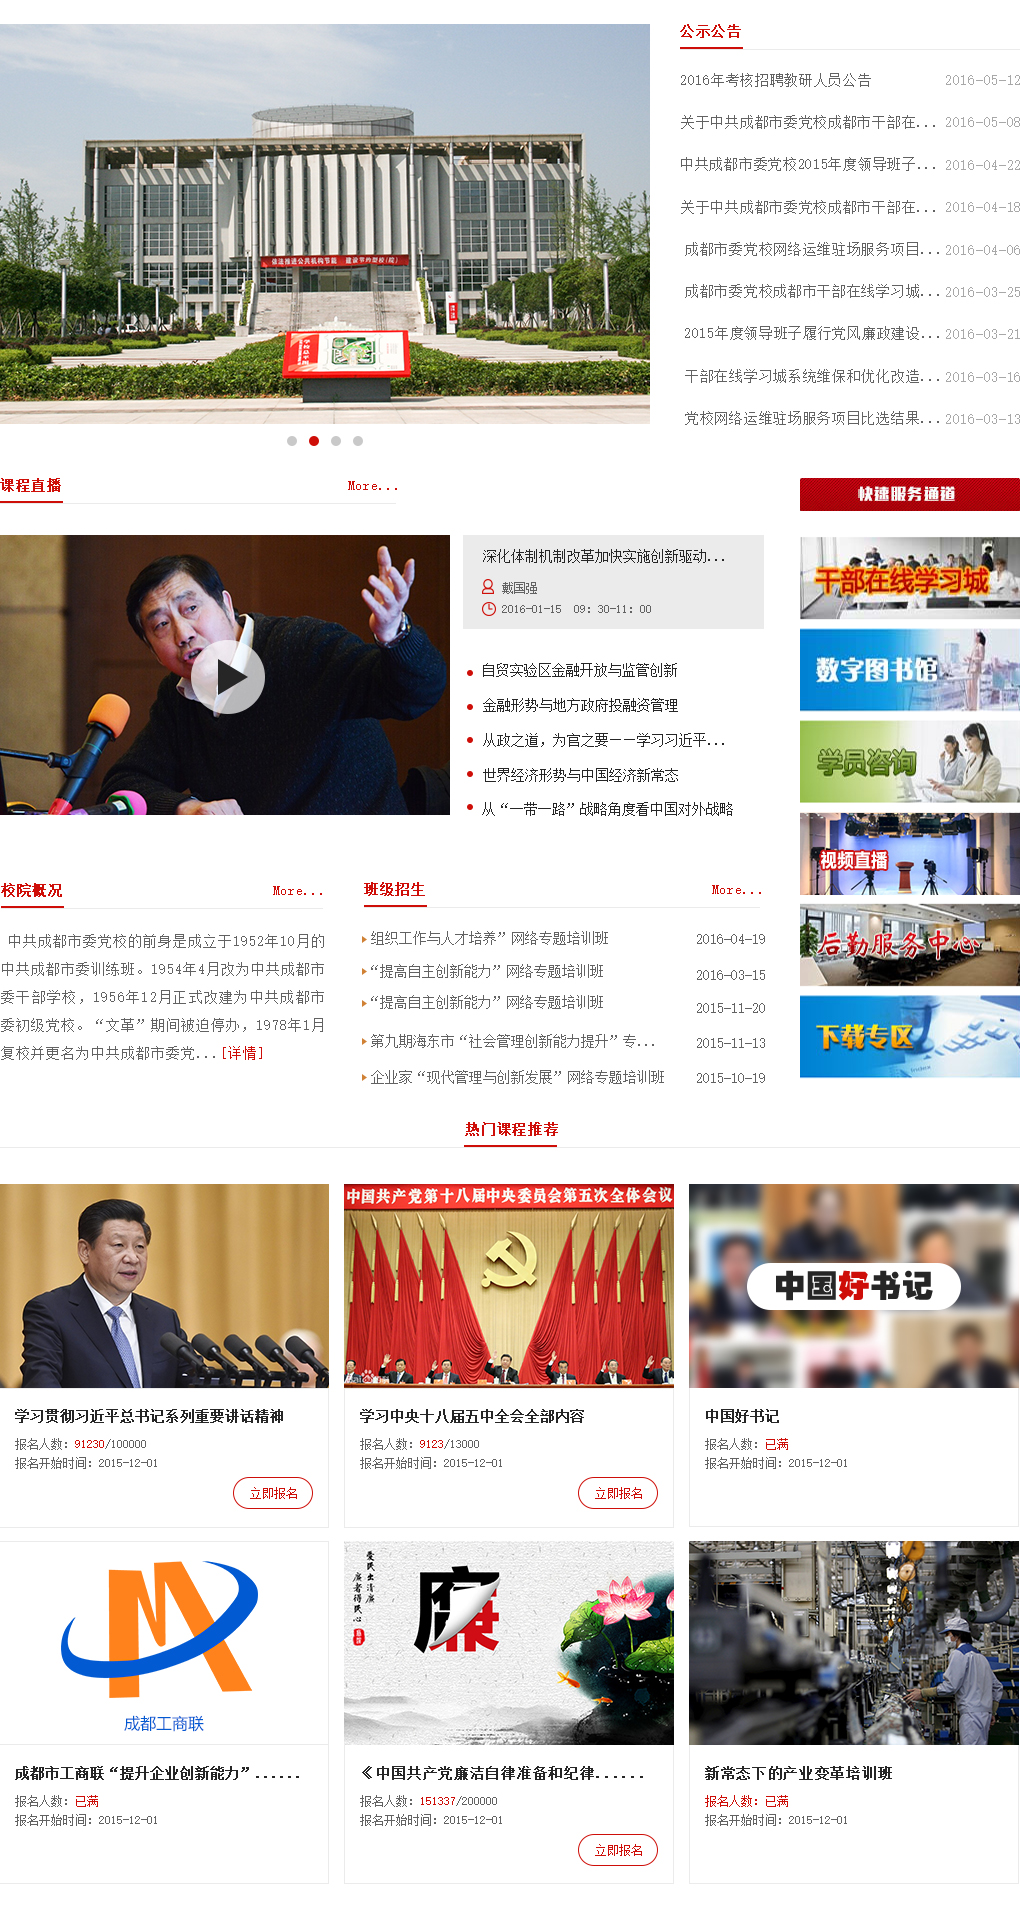 依法推进公共机构节能 建设节约型校(院)
公示公告
2016年考核招聘教研人员公告 2016-05-12
关于中共成都市委党校成都市干部在... 2016-05-08
中共成都市委党校2015年度领导班子... 2016-04-22
关于中共成都市委党校成都市干部在... 2016-04-18
成都市委党校网络运维驻场服务项目... 2016-04-06
成都市委党校成都市干部在线学习城... 2016-03-25
2015年度领导班子履行党风廉政建设... 2016-03-21
干部在线学习城系统维保和优化改造... 2016-03-16
党校网络运维驻场服务项目比选结果... 2016-03-13
课程直播 More...
深化体制机制改革加快实施创新驱动...
戴国强
2016-01-15 09：30-11：00
自贸实验区金融开放与监管创新
金融形势与地方政府投融资管理
从政之道，为官之要——学习习近平...
世界经济形势与中国经济新常态
从“一带一路”战略角度看中国对外战略
快速服务通道
干部在线学习城
数字图书馆
学员咨询
视频直播
后勤服务中心
下载专区
校院概况 More...
中共成都市委党校的前身是成立于1952年10月的
中共成都市委训练班。1954年4月改为中共成都市
委干部学校，1956年12月正式改建为中共成都市
委初级党校。“文革”期间被迫停办，1978年1月
复校并更名为中共成都市委党...[详情]
班级招生 More...
组织工作与人才培养”网络专题培训班 2016-04-19
“提高自主创新能力”网络专题培训班 2016-03-15
“提高自主创新能力”网络专题培训班 2015-11-20
第九期海东市“社会管理创新能力提升”专... 2015-11-13
企业家“现代管理与创新发展”网络专题培训班 2015-10-19
热门课程推荐
学习贯彻习近平总书记系列重要讲话精神
报名人数：91230/100000
报名开始时间：2015-12-01
立即报名
中国共产党第十八届中央委员会第五次全体会议
学习中央十八届五中全会全部内容
报名人数：9123/13000
报名开始时间：2015-12-01
立即报名
中国好书记
中国好书记
报名人数：已满
报名开始时间：2015-12-01
成都工商联
成都市工商联“提升企业创新能力”......
报名人数：已满
报名开始时间：2015-12-01
爱民出清廉
廉者得民心
廉
《中国共产党廉洁自律准备和纪律......
报名人数：151337/200000
报名开始时间：2015-12-01
立即报名
新常态下的产业变革培训班
报名人数：已满
报名开始时间：2015-12-01